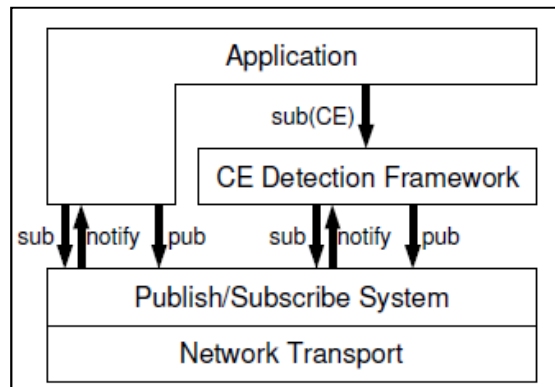 Application
sub(CE)
CE Detection Framework
sub notify pub sub notify pub
Publish/Subscribe System
Network Transport